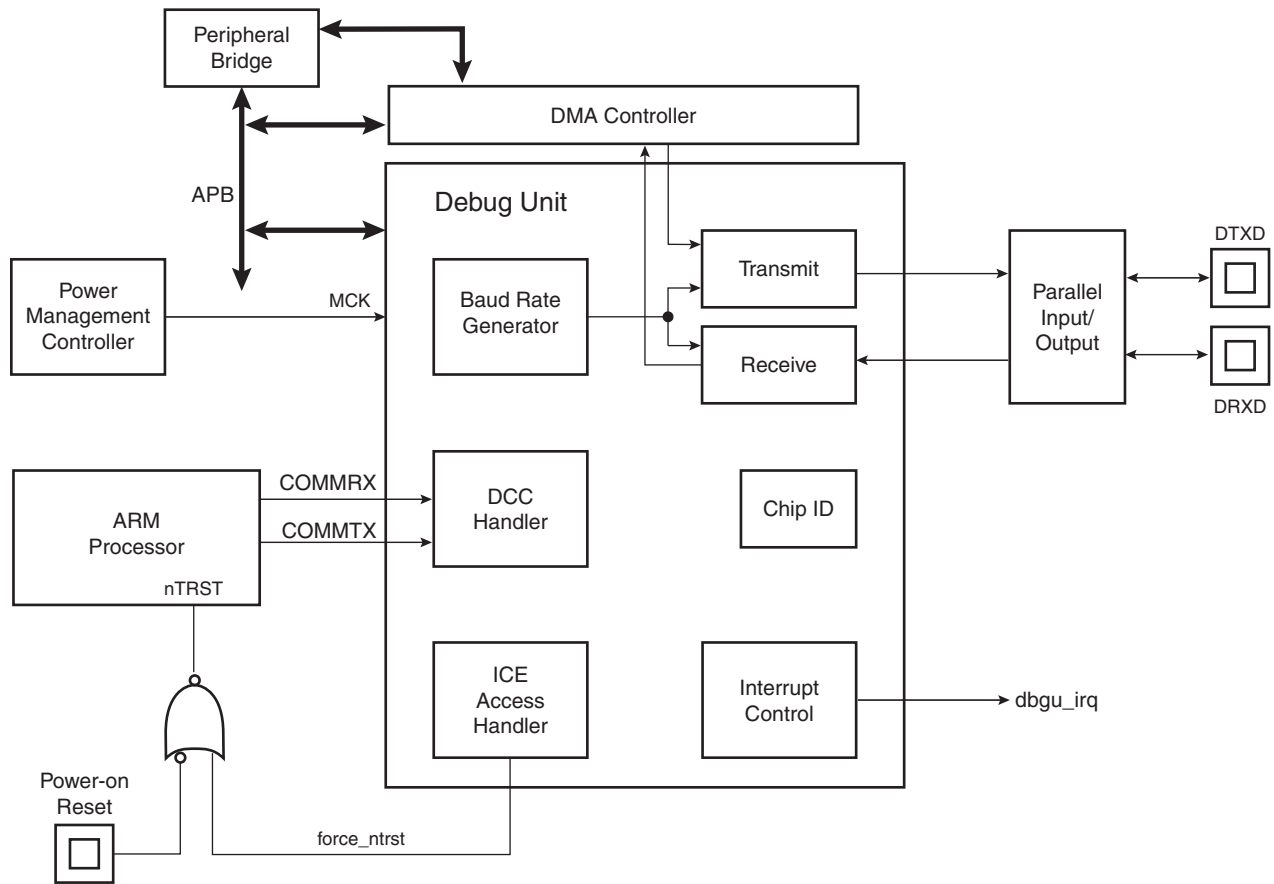 Peripheral
Bridge
DMA Controller
APB
Debug Unit
Power
Management
Controller
MCK
Baud Rate
Generator
Transmit
Receive
Parallel
Input/
Output
DTXD
DRXD
ARM
Processor
nTRST
COMMRX
COMMTX
DCC
Handler
Chip ID
ICE
Access
Handler
Interrupt
Control
dbgu_irq
Power-on
Reset
force_ntrst